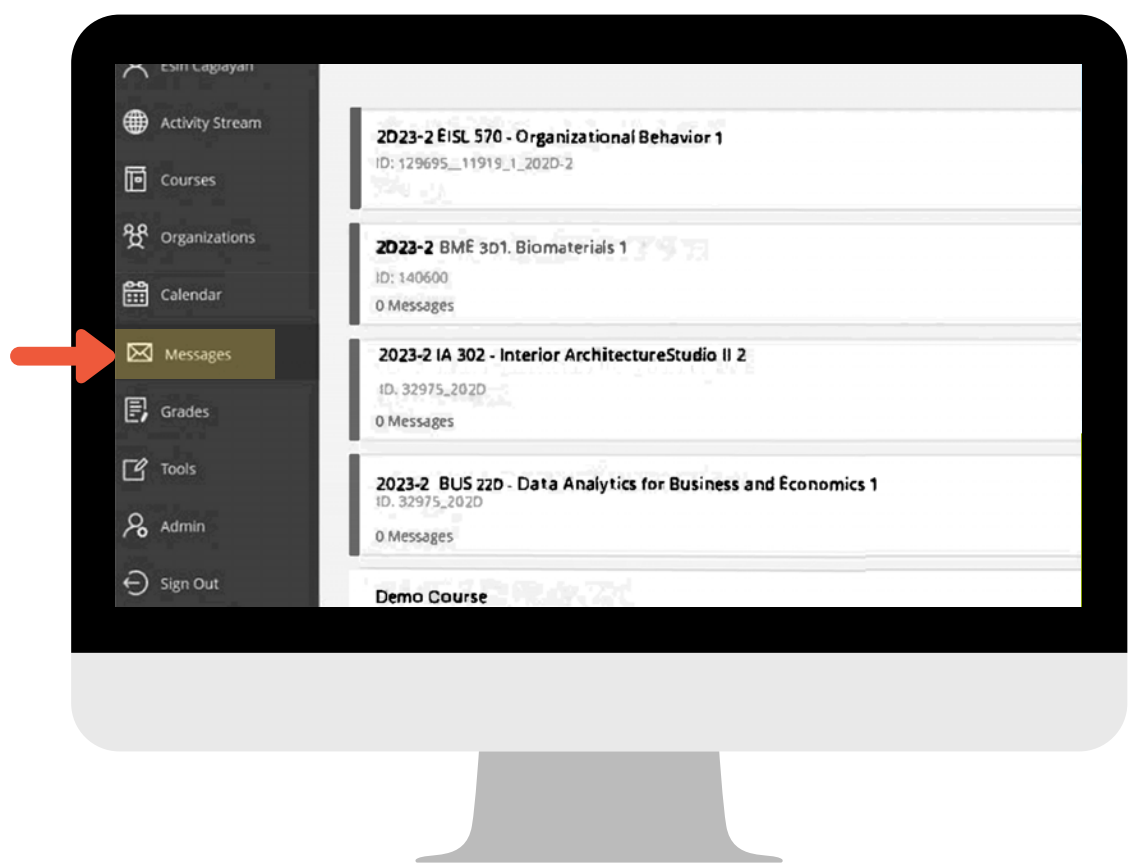 Esin Caglayan
Activity Stream
Courses
Organizations
Calendar
Messages
Grades
Tools
Admin
Sign Out
2D23-2 EISL 570 - Organizational Behavior 1
ID: 129695__11919_1_202D-2
2D23-2 BME 3D1. Biomaterials 1
ID: 140600
0 Messages
2023-2 IA 302 - Interior ArchitectureStudio II 2
ID. 32975_202D
0 Messages
2023-2 BUS 22D - Data Analytics for Business and Economics 1
ID. 32975_202D
0 Messages
Demo Course